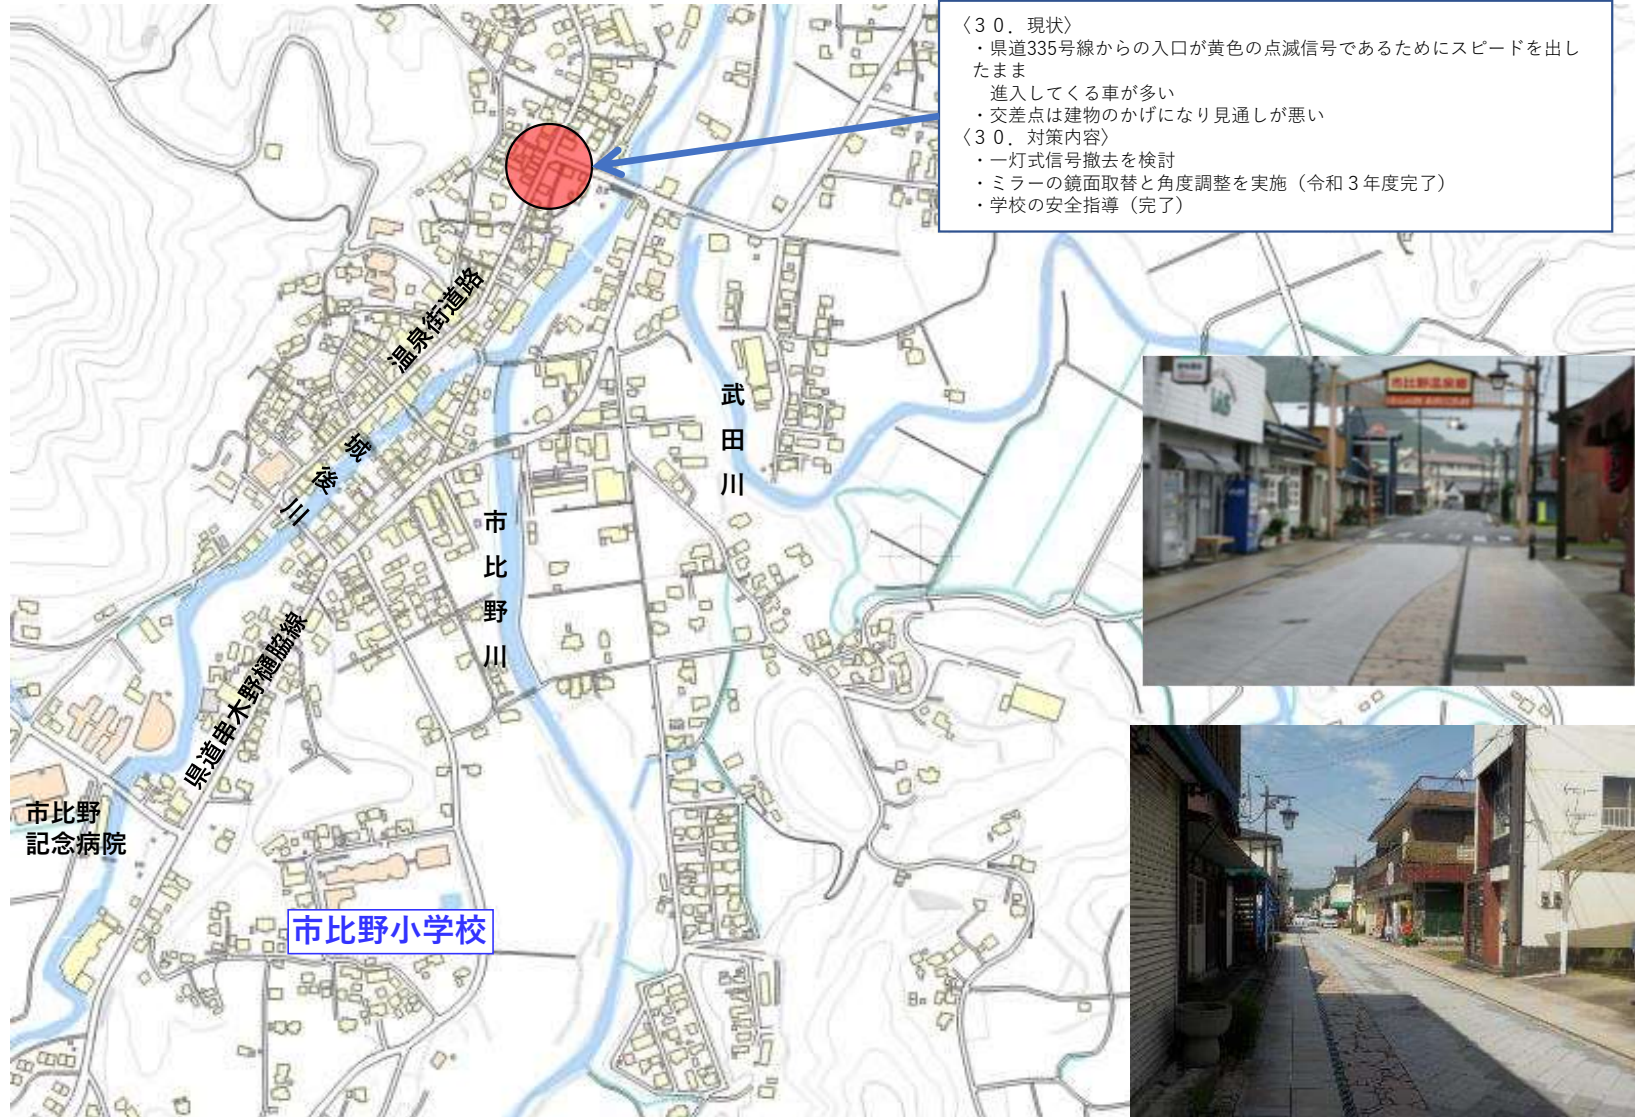 〈３０．現状〉
・県道335号線からの入口が黄色の点滅信号であるためにスピードを出し
たまま
進入してくる車が多い
・交差点は建物のかげになり見通しが悪い
〈３０．対策内容〉
・一灯式信号撤去を検討
・ミラーの鏡面取替と角度調整を実施（令和３年度完了）
・学校の安全指導（完了）
温泉街道路
城後川
武田川
市比野川
県道串木野樋脇線
市比野
記念病院
市比野小学校
市比野温泉郷